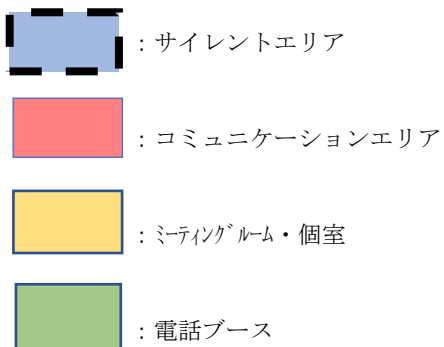 ：サイレントエリア
：コミュニケーションエリア
：ﾐｰﾃｨﾝｸﾞﾙｰﾑ・個室
：電話ブース